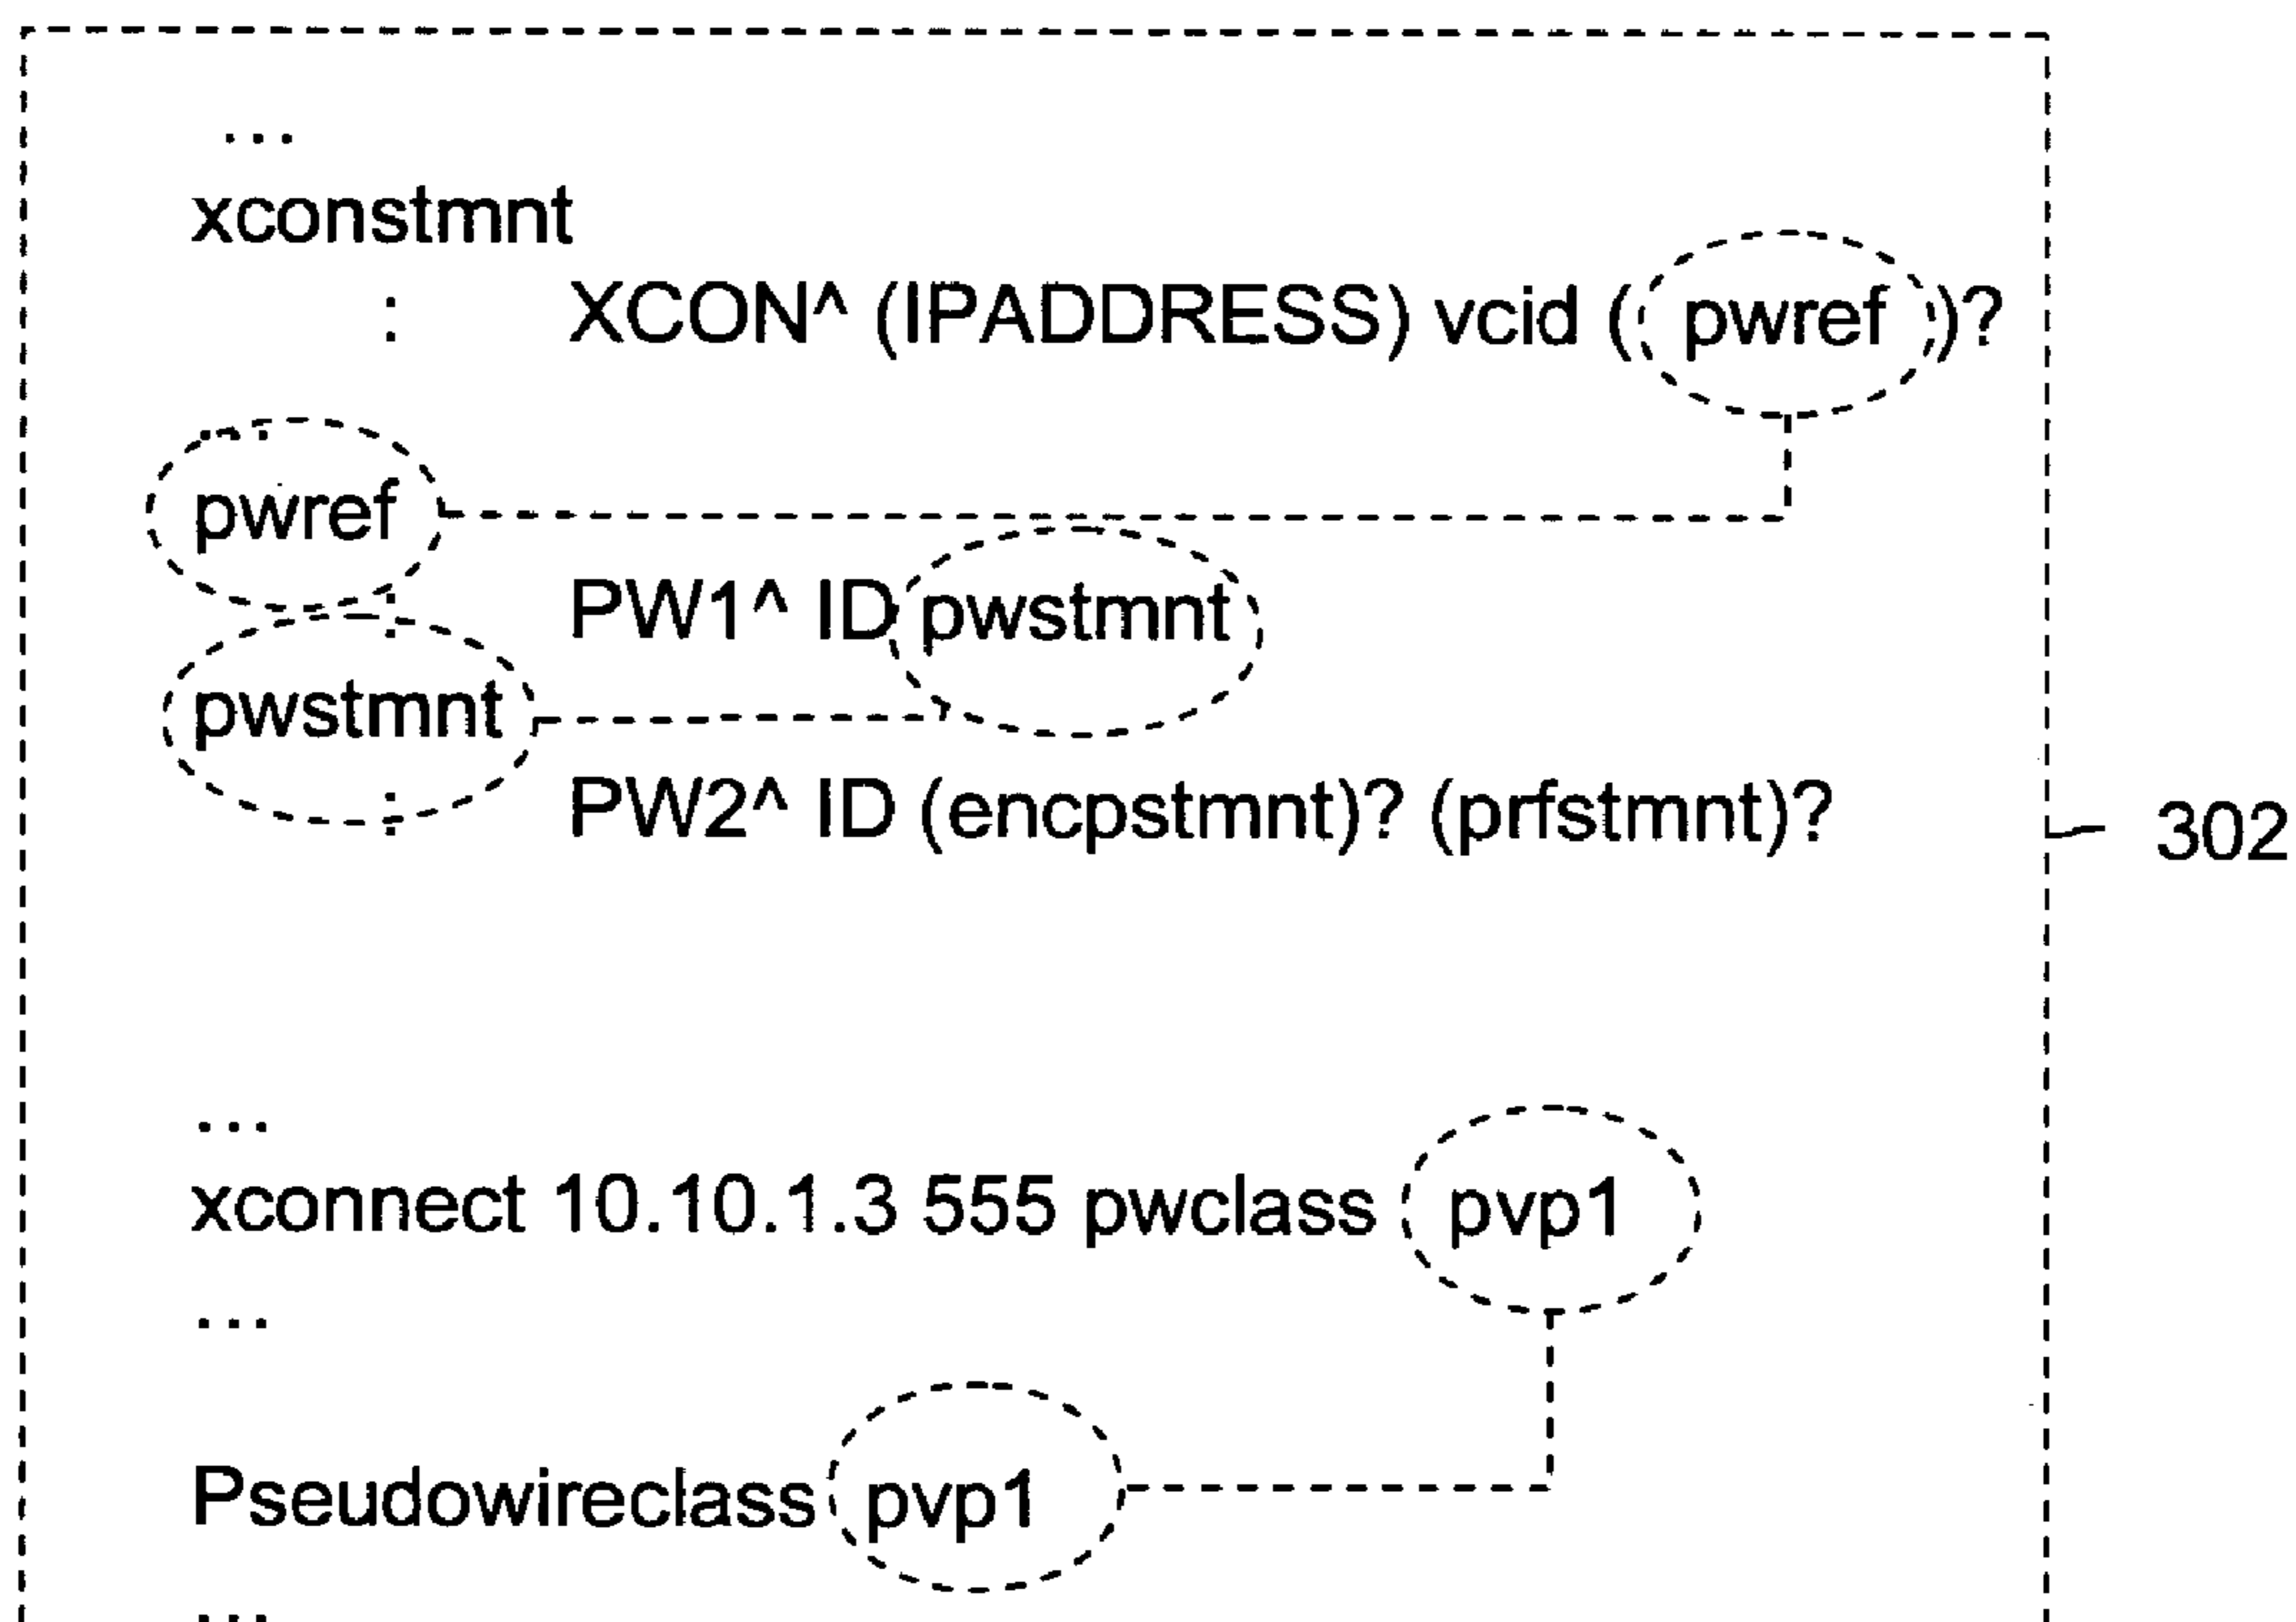 ...
xconstmnt
: XCON^ (IPADDRESS) vcid ( pwref )?
...
pwref
: PW1^ ID pwstmnt
pwstmnt
: PW2^ ID (encpstmnt)? (prfstmnt)?
302
...
xconnect 10.10.1.3 555 pwclass pvp1
...
Pseudowireclass pvp1
...